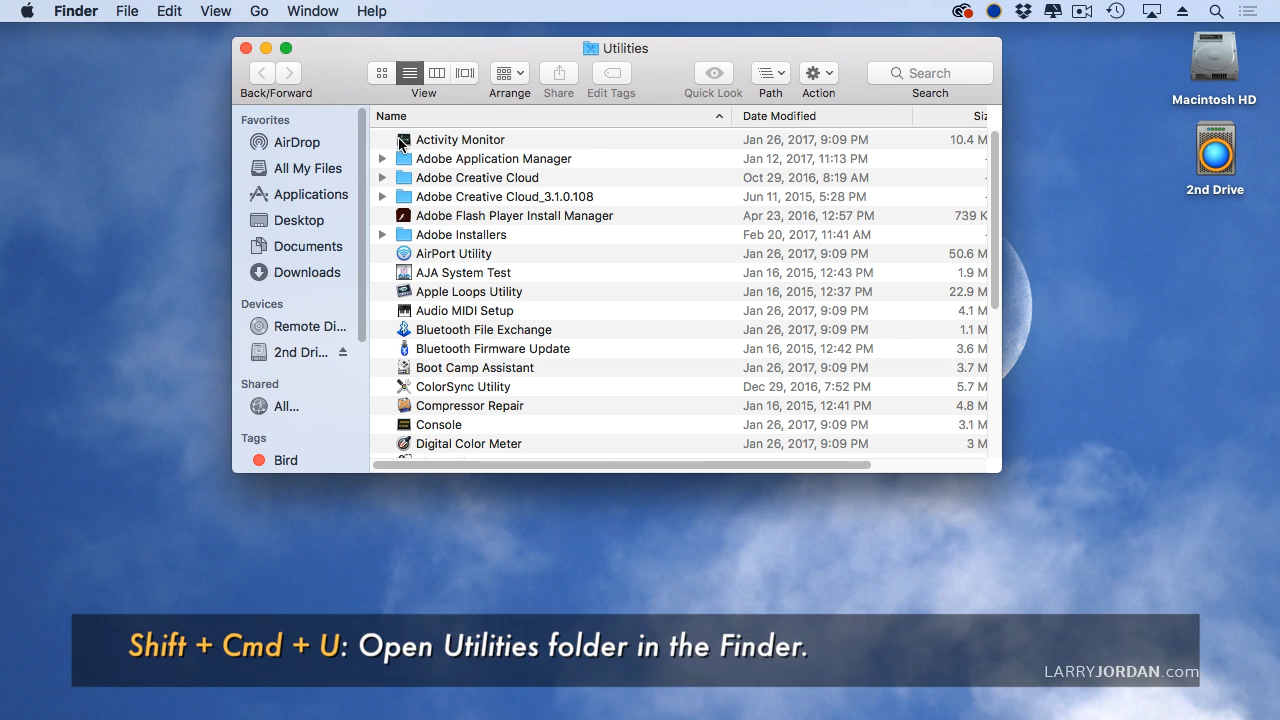 Finder File Edit View Go Window Help
Utilities
Search
Back/Forward View Arrange Share Edit Tags Quick Look Path Action Search
Favorites
AirDrop
All My Files
Applications
Desktop
Documents
Downloads
Devices
Remote Di...
2nd Dri...
Shared
All...
Tags
Bird
Name Date Modified Siz
Activity Monitor Jan 26, 2017, 9:09 PM 10.4 M
Adobe Application Manager Jan 12, 2017, 11:13 PM
Adobe Creative Cloud Oct 29, 2016, 8:19 AM
Adobe Creative Cloud_3.1.0.108 Jun 11, 2015, 5:28 PM
Adobe Flash Player Install Manager Apr 23, 2016, 12:57 PM 739 K
Adobe Installers Feb 20, 2017, 11:41 AM
AirPort Utility Jan 26, 2017, 9:09 PM 50.6 M
AJA System Test Jan 16, 2015, 12:43 PM 1.9 M
Apple Loops Utility Jan 16, 2015, 12:37 PM 22.9 M
Audio MIDI Setup Jan 26, 2017, 9:09 PM 4.1 M
Bluetooth File Exchange Jan 26, 2017, 9:09 PM 1.1 M
Bluetooth Firmware Update Jan 16, 2015, 12:42 PM 3.6 M
Boot Camp Assistant Jan 26, 2017, 9:09 PM 3.7 M
ColorSync Utility Dec 29, 2016, 7:52 PM 5.7 M
Compressor Repair Jan 16, 2015, 12:41 PM 4.8 M
Console Jan 26, 2017, 9:09 PM 3.1 M
Digital Color Meter Jan 26, 2017, 9:09 PM 3 M
Macintosh HD
2nd Drive
Shift + Cmd + U: Open Utilities folder in the Finder.
LARRYJORDAN.com